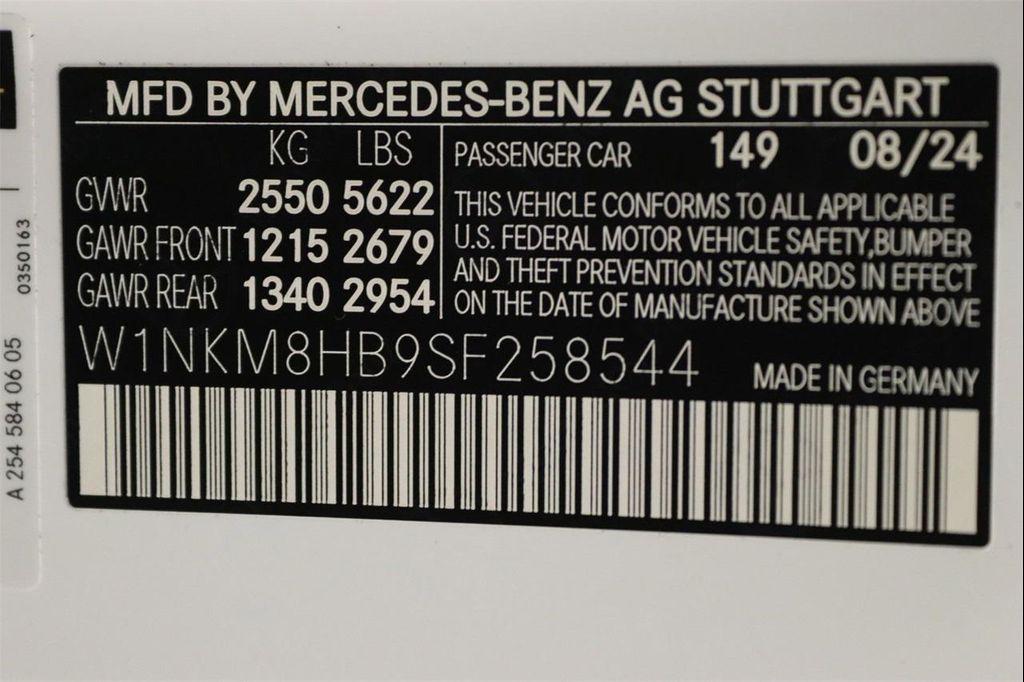 MFD BY MERCEDES-BENZ AG STUTTGART
KG LBS
GVWR 2550 5622
GAWR FRONT 1215 2679
GAWR REAR 1340 2954
PASSENGER CAR 149 08/24
THIS VEHICLE CONFORMS TO ALL APPLICABLE
U.S. FEDERAL MOTOR VEHICLE SAFETY,BUMPER
AND THEFT PREVENTION STANDARDS IN EFFECT
ON THE DATE OF MANUFACTURE SHOWN ABOVE
W1NKM8HB9SF258544
MADE IN GERMANY
A 254 584 06 05
0350163